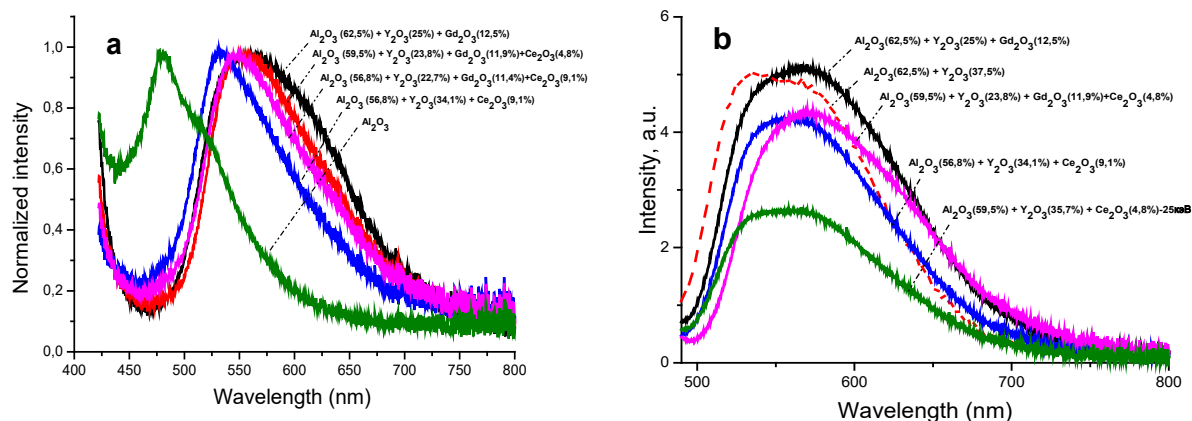 a
Al₂O₃ (62,5%) + Y₂O₃(25%) + Gd₂O₃(12,5%)
Al₂O₃ (59,5%) + Y₂O₃(23,8%) + Gd₂O₃(11,9%)+Ce₂O₃(4,8%)
Al₂O₃ (56,8%) + Y₂O₃(22,7%) + Gd₂O₃(11,4%)+Ce₂O₃(9,1%)
Al₂O₃ (56,8%) + Y₂O₃(34,1%) + Ce₂O₃(9,1%)
Al₂O₃
Normalized intensity
1,0
0,8
0,6
0,4
0,2
0,0
400 450 500 550 600 650 700 750 800
Wavelength (nm)
b
Al₂O₃(62,5%) + Y₂O₃(25%) + Gd₂O₃(12,5%)
Al₂O₃(62,5%) + Y₂O₃(37,5%)
Al₂O₃(59,5%) + Y₂O₃(23,8%) + Gd₂O₃(11,9%)+Ce₂O₃(4,8%)
Al₂O₃(56,8%) + Y₂O₃(34,1%) + Ce₂O₃(9,1%)
Al₂O₃(59,5%) + Y₂O₃(35,7%) + Ce₂O₃(4,8%)-25кэВ
Intensity, a.u.
6
4
2
0
500 600 700 800
Wavelength (nm)